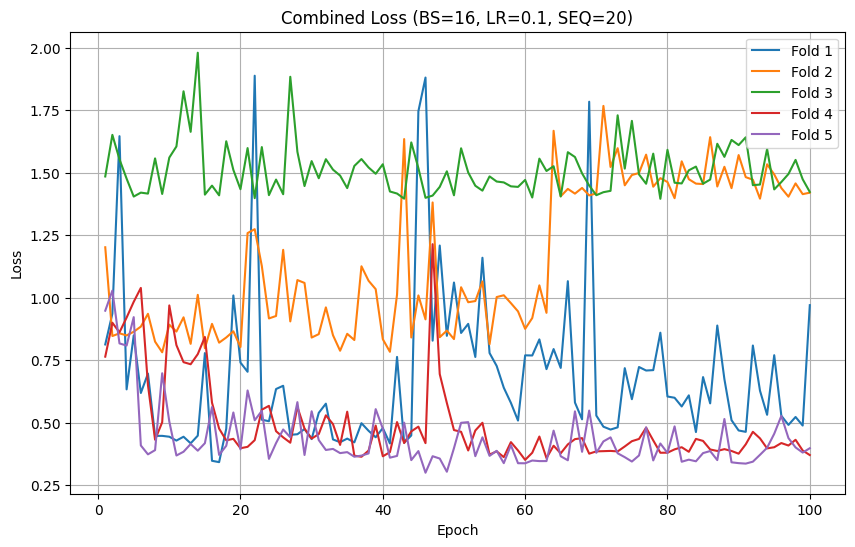 Combined Loss (BS=16, LR=0.1, SEQ=20)
Fold 1
Fold 2
Fold 3
Fold 4
Fold 5
2.00
1.75
1.50
1.25
1.00
0.75
0.50
0.25
Loss
0 20 40 60 80 100
Epoch